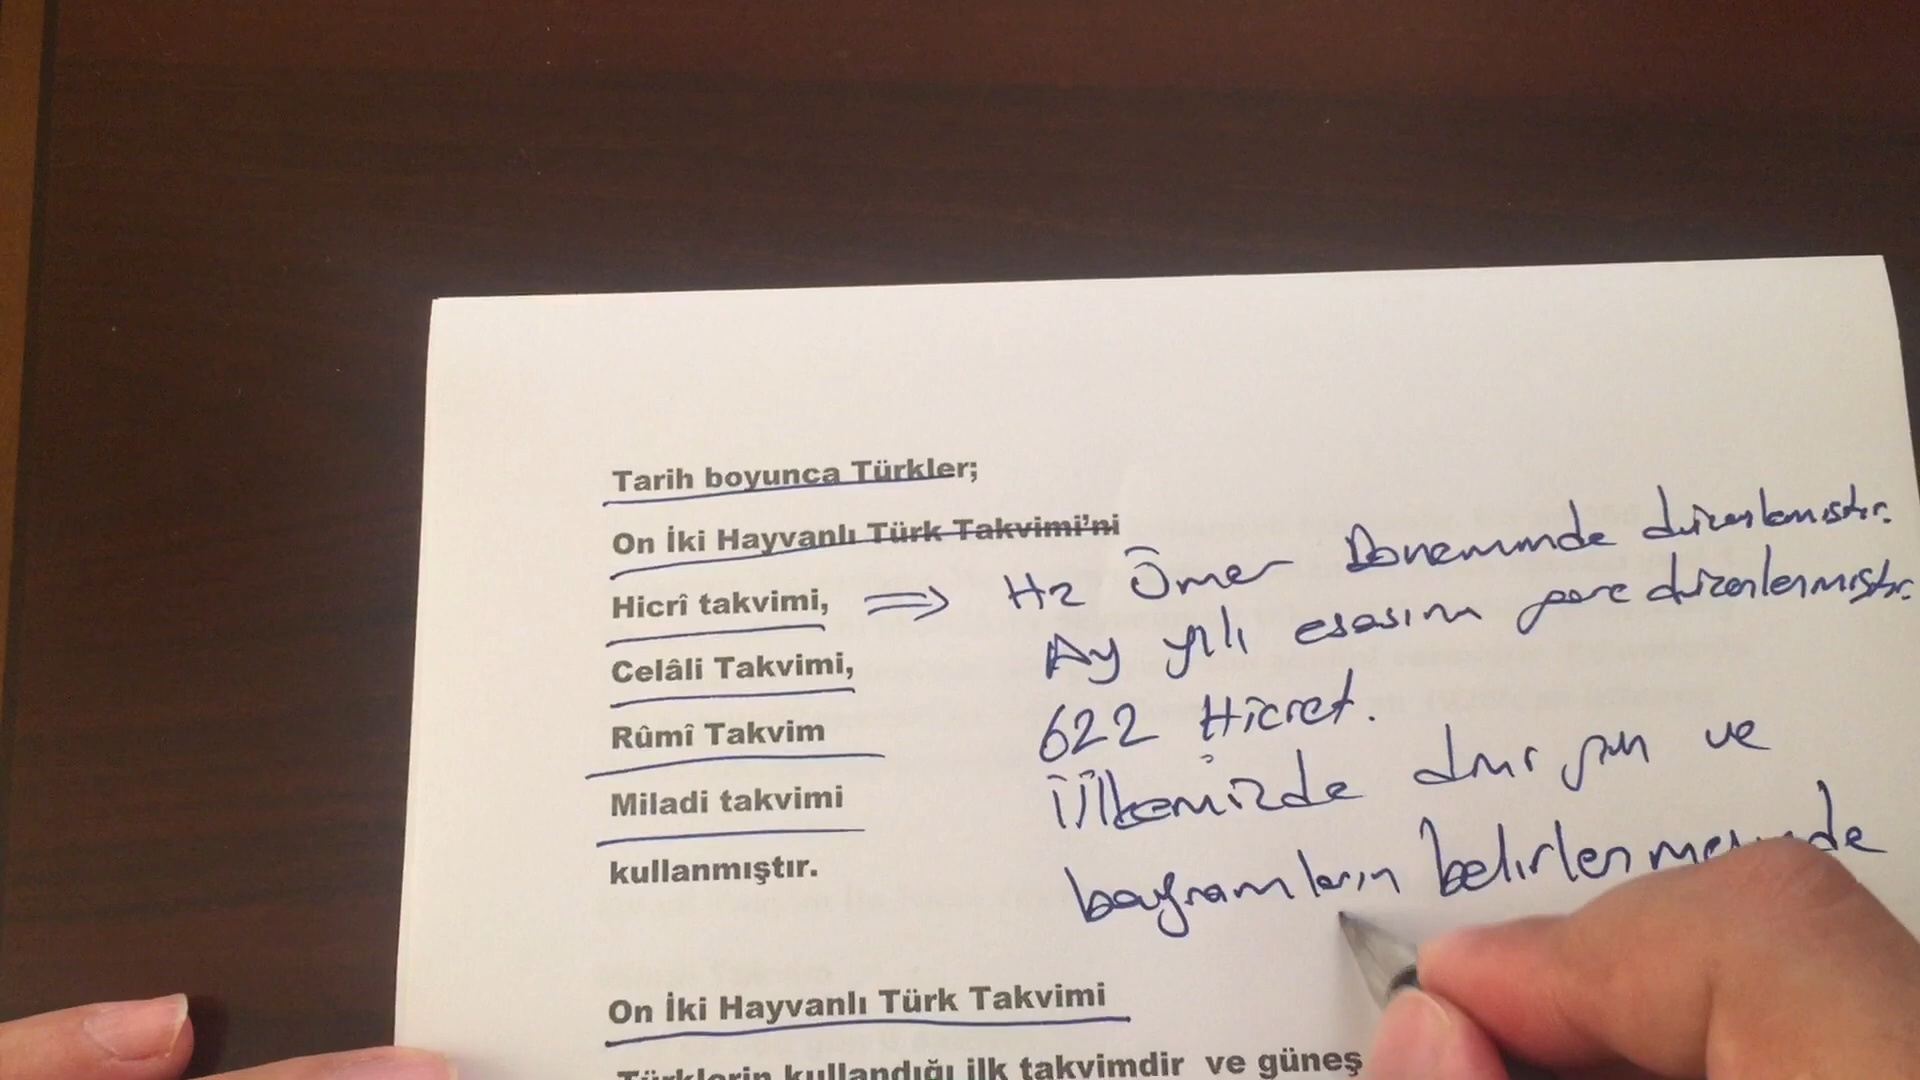 Tarih boyunca Türkler;
On İki Hayvanlı Türk Takvimi'ni
Hicrî takvimi, ⇒ Hz Ömer Döneminde düzenlemıştır.
Celâli Takvimi, Ay yılı esasına göre düzenlenmıştır.
Rûmî Takvim 622 Hicret.
Miladi takvimi Ülkemizde dini gün ve
kullanmıştır. bayramların belirlenmesinde
On İki Hayvanlı Türk Takvimi
Türklerin kullandığı ilk takvimdir ve güneş